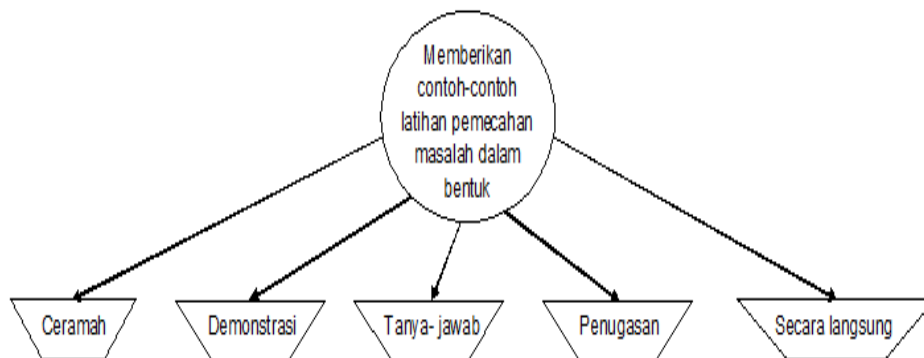 Memberikan
contoh-contoh
latihan pemecahan
masalah dalam
bentuk
Ceramah
Demonstrasi
Tanya- jawab
Penugasan
Secara langsung